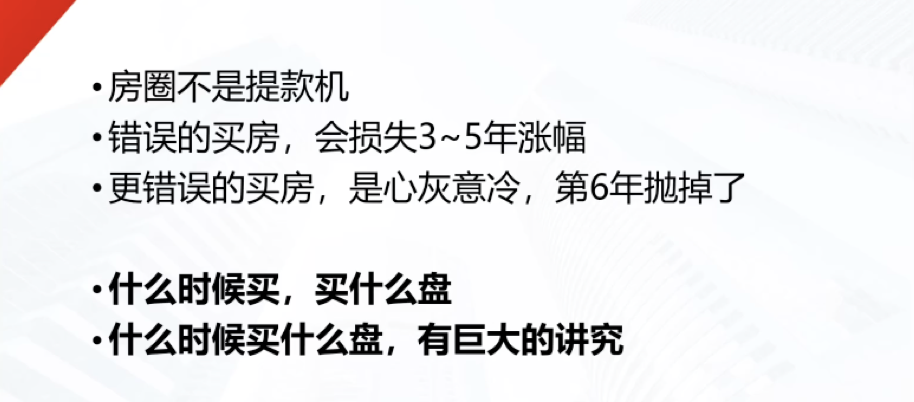 •房圈不是提款机
•错误的买房，会损失3~5年涨幅
•更错误的买房，是心灰意冷，第6年抛掉了
•什么时候买，买什么盘
•什么时候买什么盘，有巨大的讲究